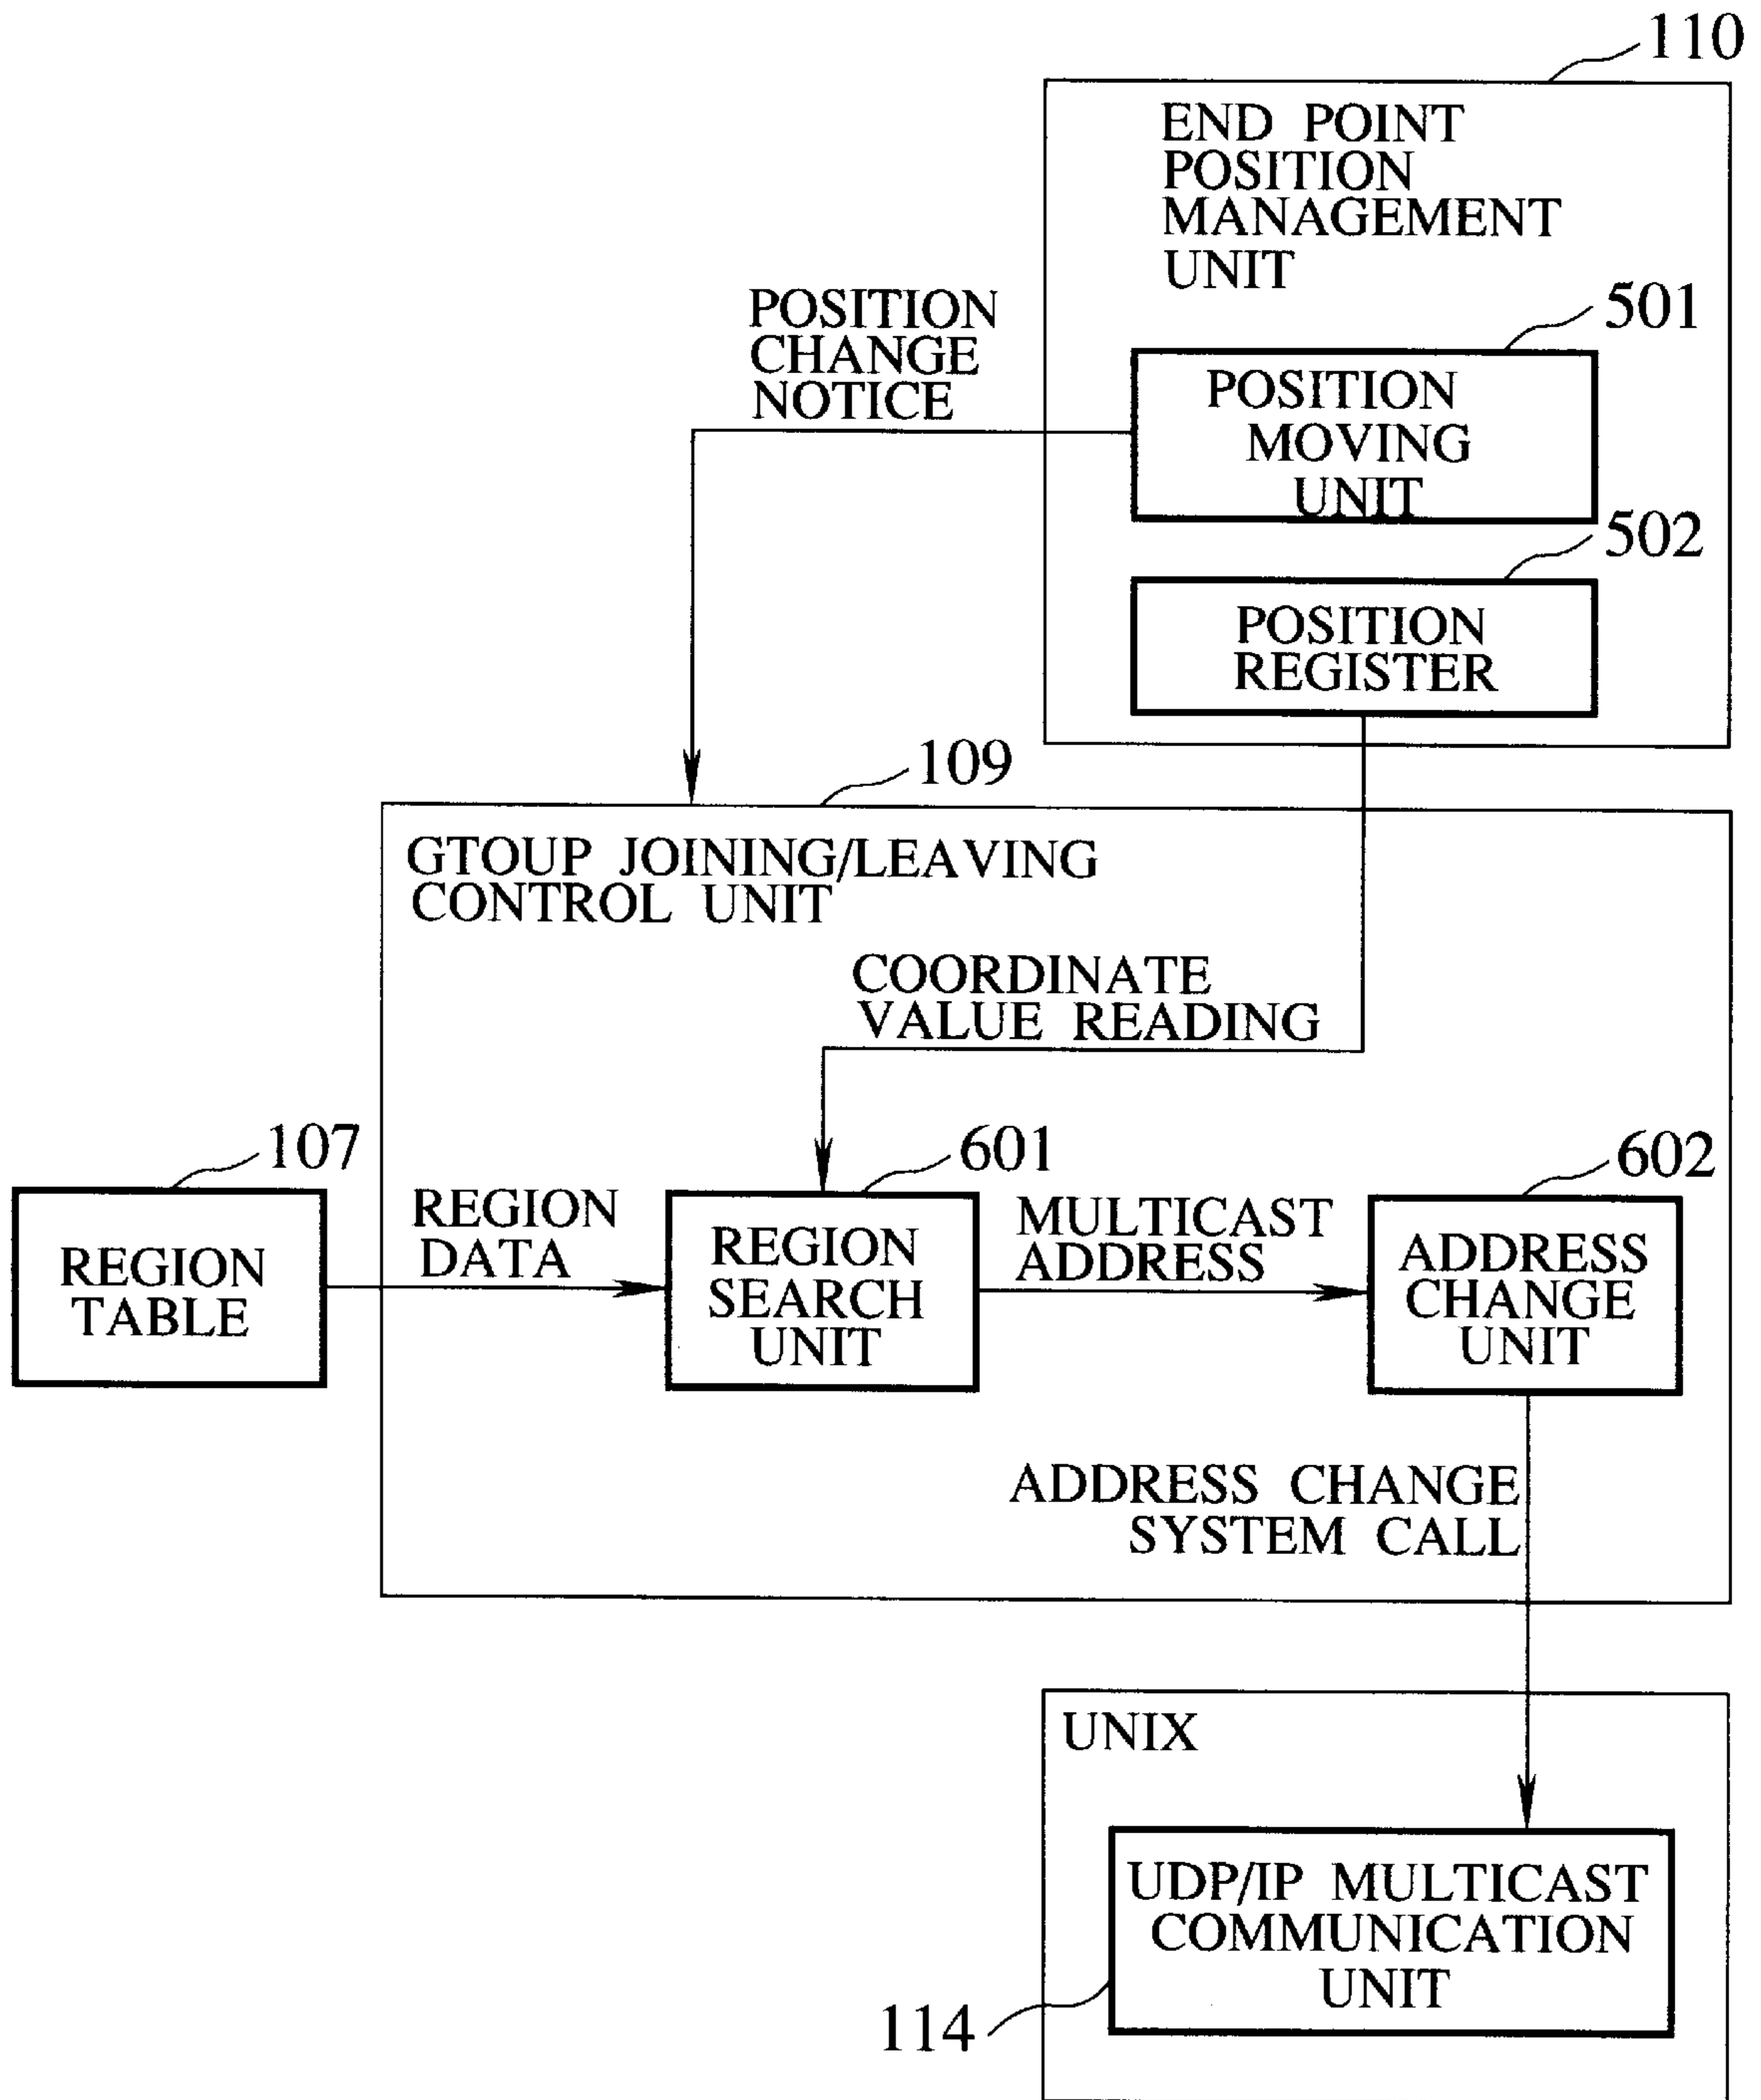 110
END POINT
POSITION
MANAGEMENT
UNIT
POSITION
CHANGE
NOTICE
501
POSITION
MOVING
UNIT
502
POSITION
REGISTER
109
GTOUP JOINING/LEAVING
CONTROL UNIT
COORDINATE
VALUE READING
107
REGION
TABLE
REGION
DATA
601
REGION
SEARCH
UNIT
MULTICAST
ADDRESS
602
ADDRESS
CHANGE
UNIT
ADDRESS CHANGE
SYSTEM CALL
UNIX
UDP/IP MULTICAST
COMMUNICATION
UNIT
114